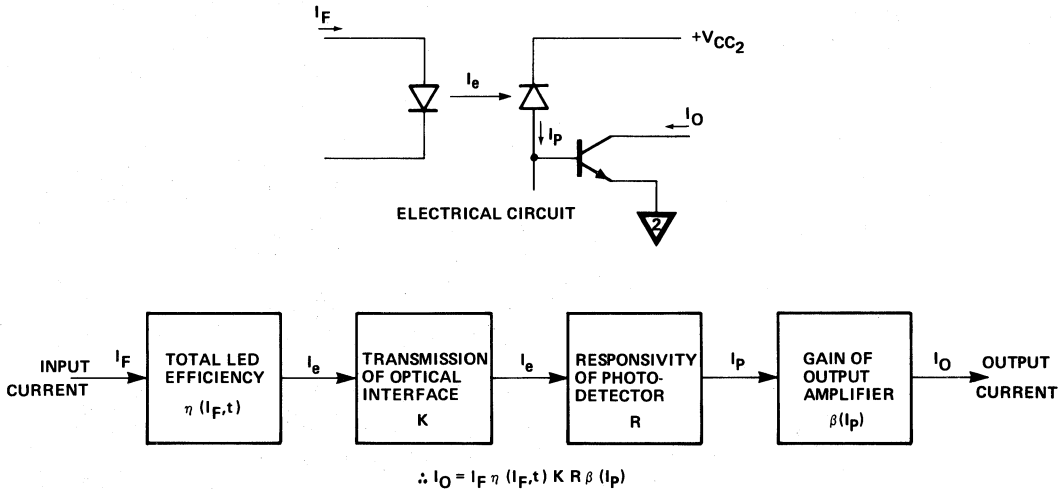 I_F
+V_CC2
I_e
I_O
I_P
ELECTRICAL CIRCUIT
2
INPUT CURRENT
I_F
TOTAL LED
EFFICIENCY
η (I_F,t)
I_e
TRANSMISSION
OF OPTICAL
INTERFACE
K
I_e
RESPONSIVITY
OF PHOTO-
DETECTOR
R
I_P
GAIN OF
OUTPUT
AMPLIFIER
β(I_P)
I_O
OUTPUT
CURRENT
∴ I_O = I_F η (I_F,t) K R β (I_P)